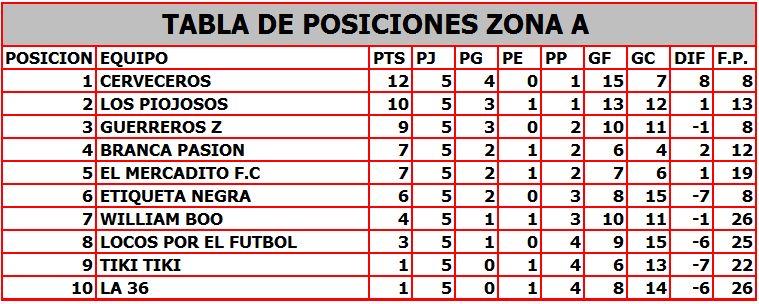 TABLA DE POSICIONES ZONA A
POSICION EQUIPO PTS PJ PG PE PP GF GC DIF F.P.
1 CERVECEROS 12 5 4 0 1 15 7 8 8
2 LOS PIOJOSOS 10 5 3 1 1 13 12 1 13
3 GUERREROS Z 9 5 3 0 2 10 11 -1 8
4 BRANCA PASION 7 5 2 1 2 6 4 2 12
5 EL MERCADITO F.C 7 5 2 1 2 7 6 1 19
6 ETIQUETA NEGRA 6 5 2 0 3 8 15 -7 8
7 WILLIAM BOO 4 5 1 1 3 10 11 -1 26
8 LOCOS POR EL FUTBOL 3 5 1 0 4 9 15 -6 25
9 TIKI TIKI 1 5 0 1 4 6 13 -7 22
10 LA 36 1 5 0 1 4 8 14 -6 26